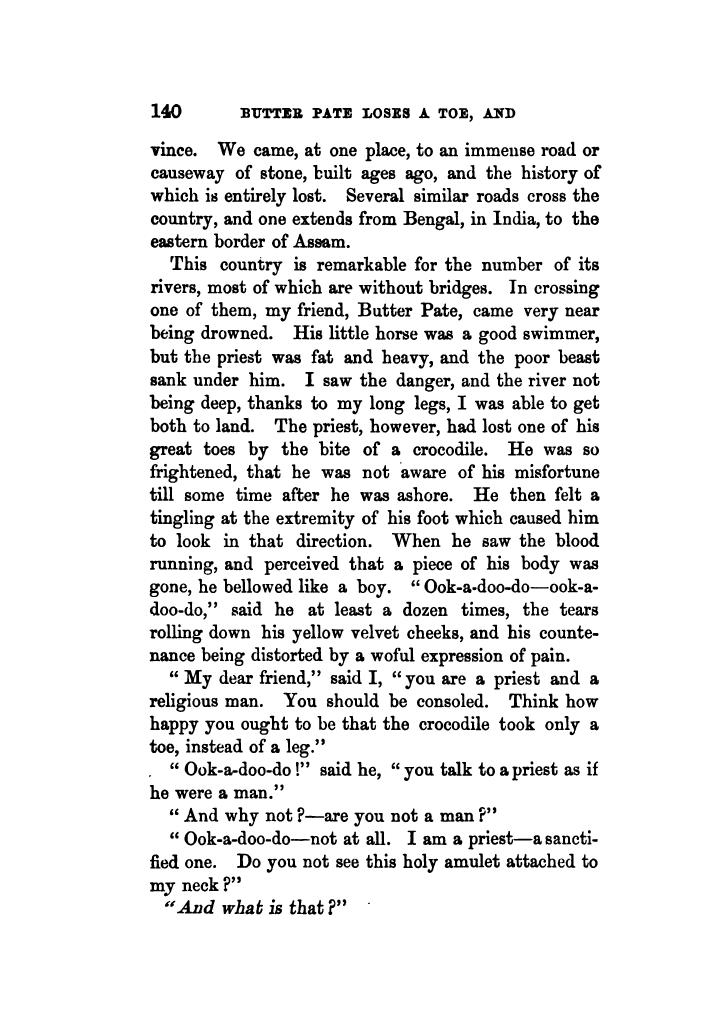 140 BUTTER PATE LOSES A TOE, AND
vince. We came, at one place, to an immense road or
causeway of stone, built ages ago, and the history of
which is entirely lost. Several similar roads cross the
country, and one extends from Bengal, in India, to the
eastern border of Assam.
This country is remarkable for the number of its
rivers, most of which are without bridges. In crossing
one of them, my friend, Butter Pate, came very near
being drowned. His little horse was a good swimmer,
but the priest was fat and heavy, and the poor beast
sank under him. I saw the danger, and the river not
being deep, thanks to my long legs, I was able to get
both to land. The priest, however, had lost one of his
great toes by the bite of a crocodile. He was so
frightened, that he was not aware of his misfortune
till some time after he was ashore. He then felt a
tingling at the extremity of his foot which caused him
to look in that direction. When he saw the blood
running, and perceived that a piece of his body was
gone, he bellowed like a boy. "Ook-a-doo-do—ook-a-
doo-do," said he at least a dozen times, the tears
rolling down his yellow velvet cheeks, and his counte-
nance being distorted by a woful expression of pain.
"My dear friend," said I, "you are a priest and a
religious man. You should be consoled. Think how
happy you ought to be that the crocodile took only a
toe, instead of a leg."
"Ook-a-doo-do!" said he, "you talk to a priest as if
he were a man."
"And why not?—are you not a man?"
"Ook-a-doo-do—not at all. I am a priest—a sancti-
fied one. Do you not see this holy amulet attached to
my neck?"
"And what is that?"